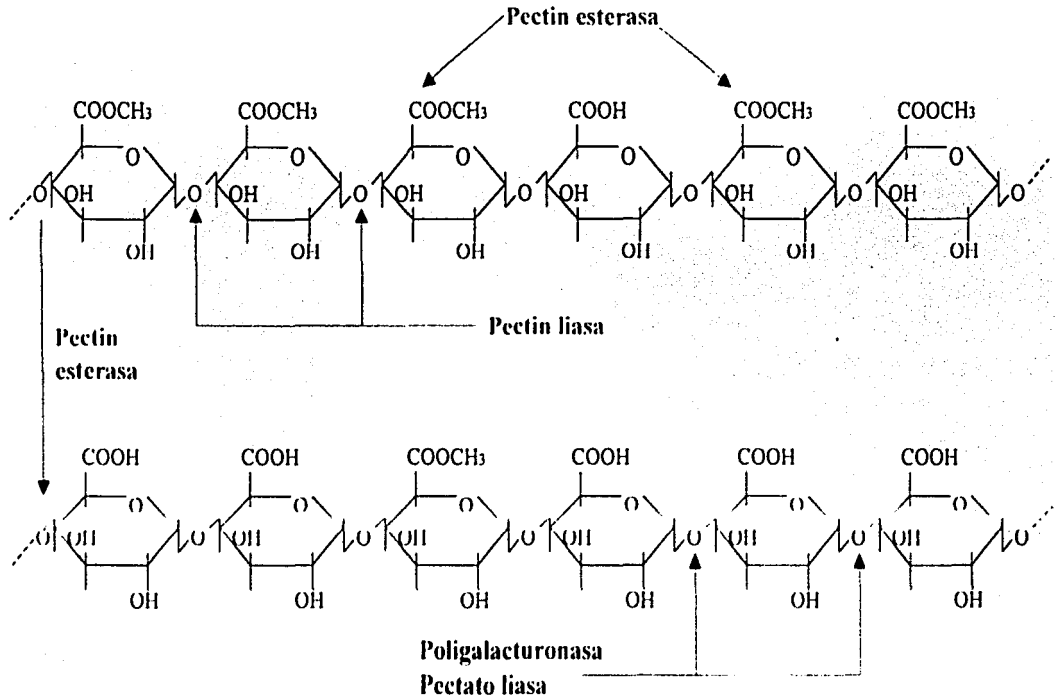 Pectin esterasa
COOCH3 COOCH3 COOCH3 COOH COOCH3 COOCH3
O O O O O O
O OH O OH O OH O OH O OH O OH O
OH OH OH OH OH OH
Pectin liasa
Pectin
esterasa
COOH COOH COOCH3 COOH COOH COOH
O O O O O O
O OH O OH O OH O OH O OH O OH O
OH OH OH OH OH OH
Poligalacturonasa
Pectato liasa